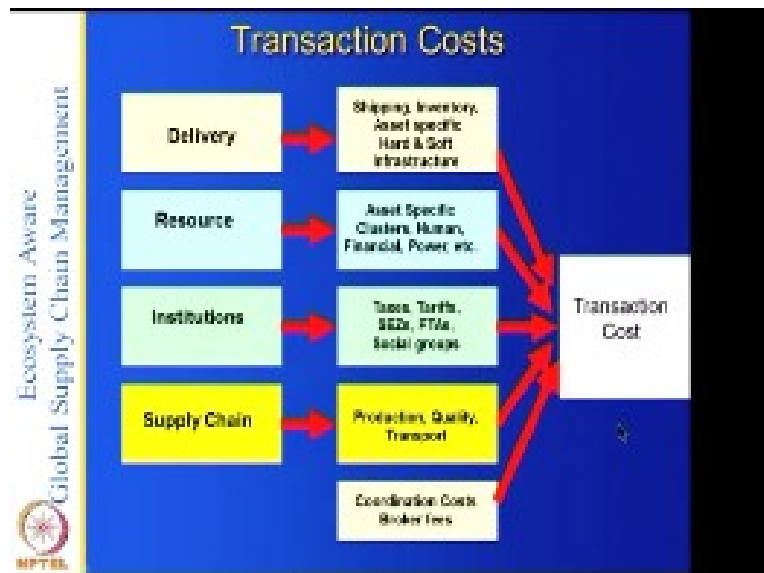 Transaction Costs
Ecosystem Aware
Global Supply Chain Management
Delivery
Shipping, Inventory,
Asset specific
Hard & Soft
infrastructure
Resource
Asset Specific
Clusters, Human,
Financial, Power, etc.
Institutions
Taxes, Tariffs,
SEZs, FTAs,
Social groups
Supply Chain
Production, Quality,
Transport
Coordination Costs
Broker fees
Transaction
Cost
NPTEL